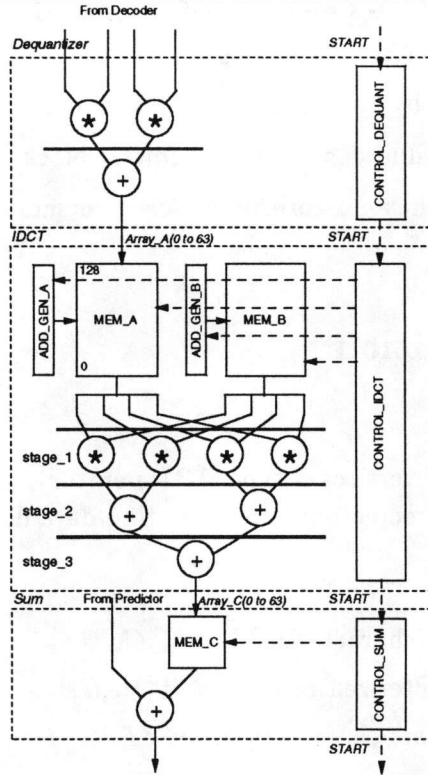 From Decoder
Dequantizer
START
*
*
CONTROL_DEQUANT
+
Array_A(0 to 63)
START
IDCT
128
ADD_GEN_A
MEM_A
ADD_GEN_B
MEM_B
0
CONTROL_IDCT
stage_1
*
*
*
*
stage_2
+
+
stage_3
+
Sum
From Predictor
Array_C(0 to 63)
START
MEM_C
CONTROL_SUM
+
START